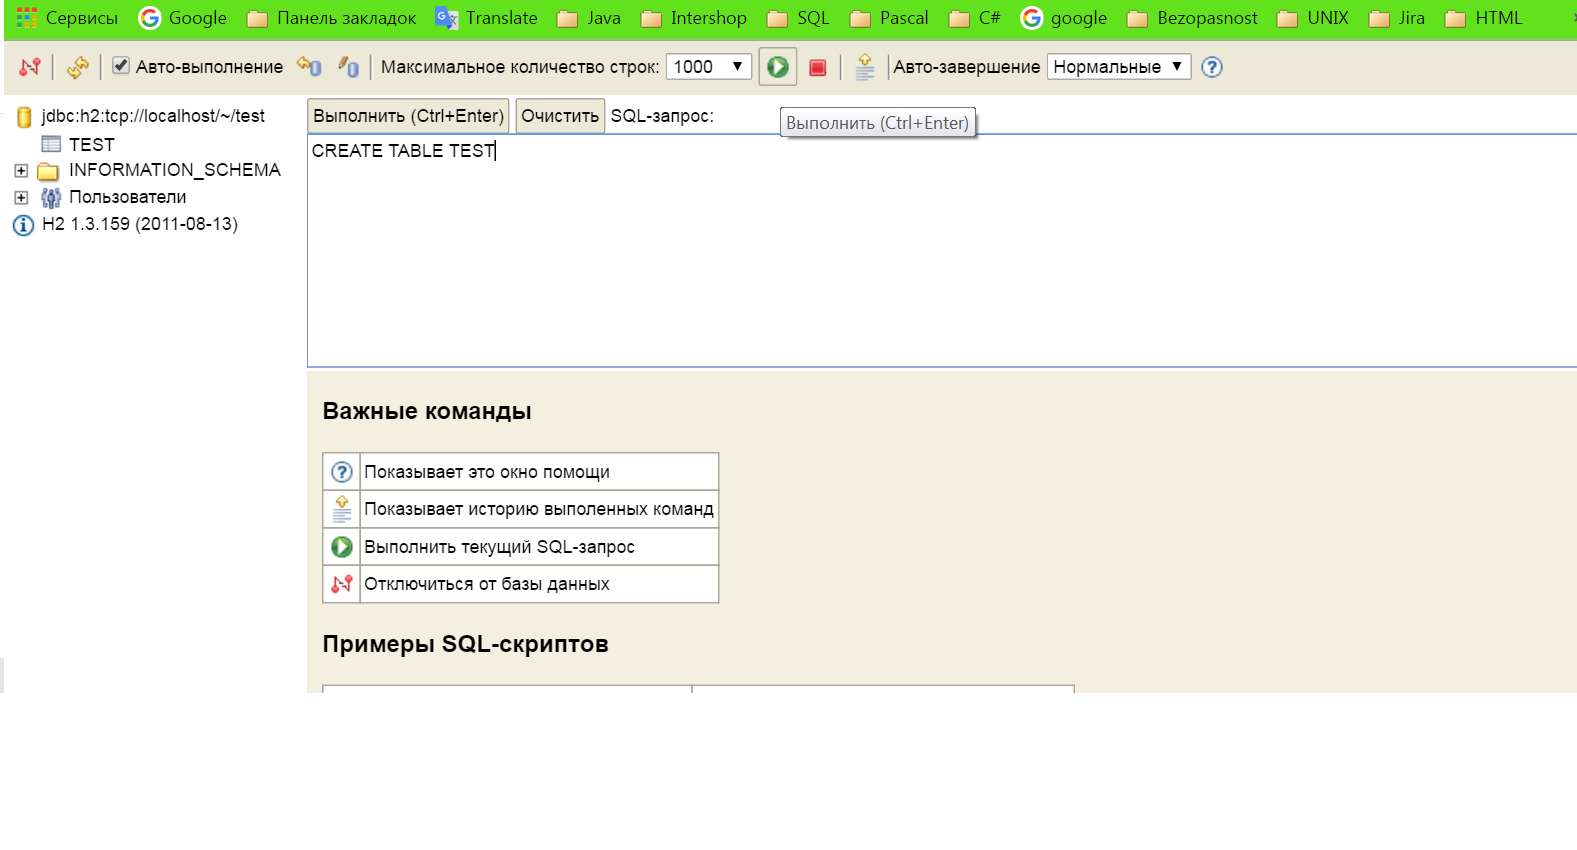 Сервисы Google Панель закладок Translate Java Intershop SQL Pascal C# google Bezopasnost UNIX Jira HTML
Авто-выполнение Максимальное количество строк: 1000 Авто-завершение Нормальные
jdbc:h2:tcp://localhost/~/test
TEST
INFORMATION_SCHEMA
Пользователи
H2 1.3.159 (2011-08-13)
Выполнить (Ctrl+Enter) Очистить SQL-запрос:
Выполнить (Ctrl+Enter)
CREATE TABLE TEST
Важные команды
Показывает это окно помощи
Показывает историю выполенных команд
Выполнить текущий SQL-запрос
Отключиться от базы данных
Примеры SQL-скриптов